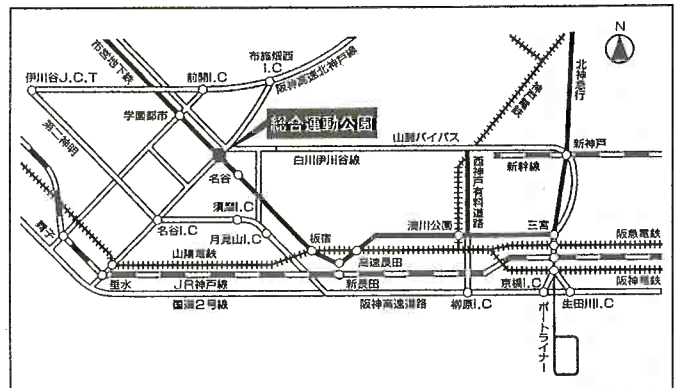 N
布施畑西
I.C
伊川谷J.C.T
前開I.C
阪神高速北神戸線
市営地下鉄
北神急行
学園都市
総合運動公園
第二神明
山麓バイパス
新神戸
白川伊川谷線
新幹線
名谷
西神戸有料道路
須磨I.C
湊川公園
三宮
名谷I.C
月見山I.C
板宿
阪急電鉄
山陽電鉄
高速長田
垂水
JR神戸線
新長田
京橋I.C
阪神電鉄
国道2号線
阪神高速道路
柳原I.C
生田川I.C
ポートライナー